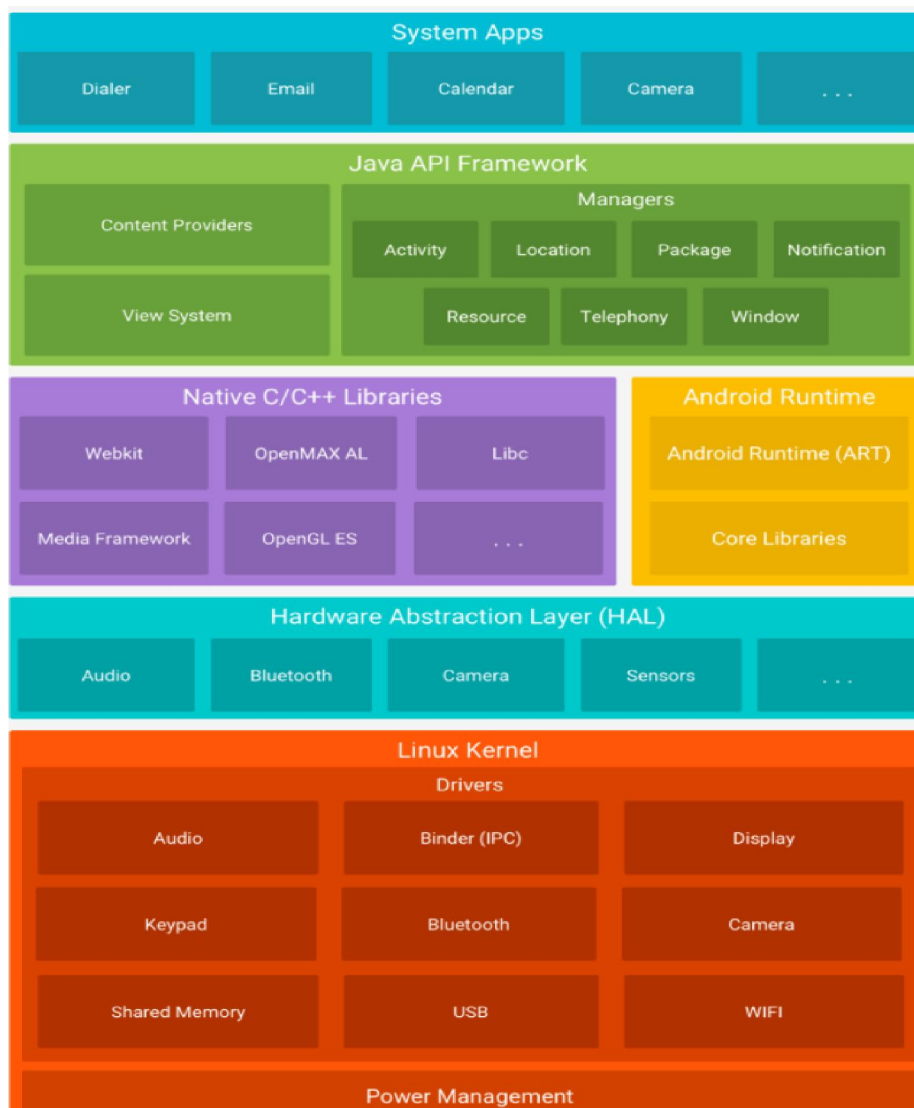 System Apps
Dialer
Email
Calendar
Camera
. . .
Java API Framework
Content Providers
View System
Managers
Activity
Location
Package
Notification
Resource
Telephony
Window
Native C/C++ Libraries
Webkit
OpenMAX AL
Libc
Media Framework
OpenGL ES
. . .
Android Runtime
Android Runtime (ART)
Core Libraries
Hardware Abstraction Layer (HAL)
Audio
Bluetooth
Camera
Sensors
. . .
Linux Kernel
Drivers
Audio
Binder (IPC)
Display
Keypad
Bluetooth
Camera
Shared Memory
USB
WIFI
Power Management